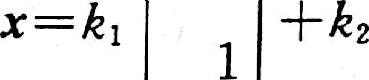 x=k₁ | 1 | +k₂